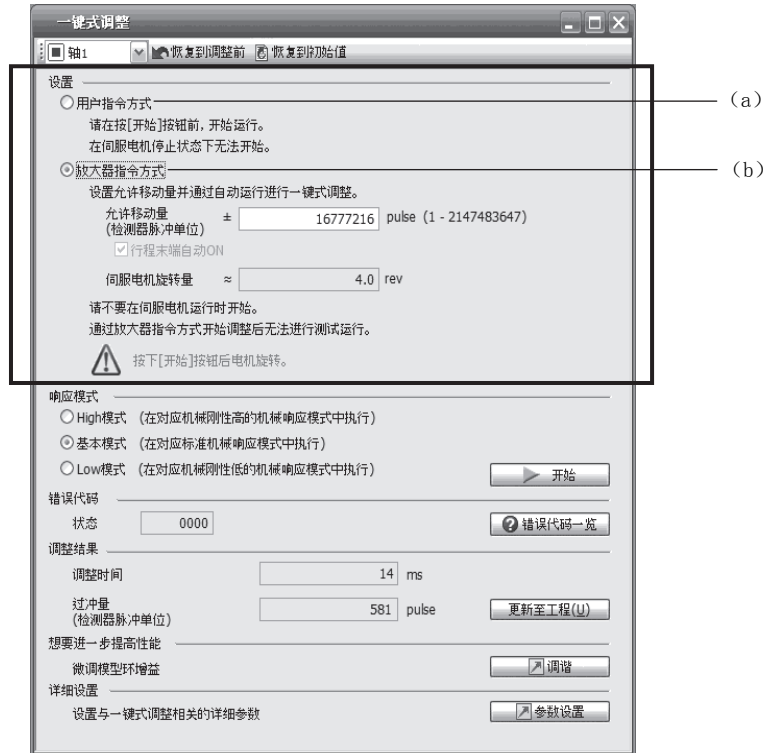 一键式调整
轴1 恢复到调整前 恢复到初始值
设置
用户指令方式 (a)
请在按[开始]按钮前,开始运行。
在伺服电机停止状态下无法开始。
放大器指令方式 (b)
设置允许移动量并通过自动运行进行一键式调整。
允许移动量 ± 16777216 pulse (1 - 2147483647)
(检测器脉冲单位)
行程末端自动ON
伺服电机旋转量 ≈ 4.0 rev
请不要在伺服电机运行时开始。
通过放大器指令方式开始调整后无法进行测试运行。
按下[开始]按钮后电机旋转。
响应模式
High模式 (在对应机械刚性高的机械响应模式中执行)
基本模式 (在对应标准机械响应模式中执行)
Low模式 (在对应机械刚性低的机械响应模式中执行)
开始
错误代码
状态 0000 错误代码一览
调整结果
调整时间 14 ms
过冲量 581 pulse 更新至工程(U)
(检测器脉冲单位)
想要进一步提高性能
微调模型环增益 调谐
详细设置
设置与一键式调整相关的详细参数 参数设置